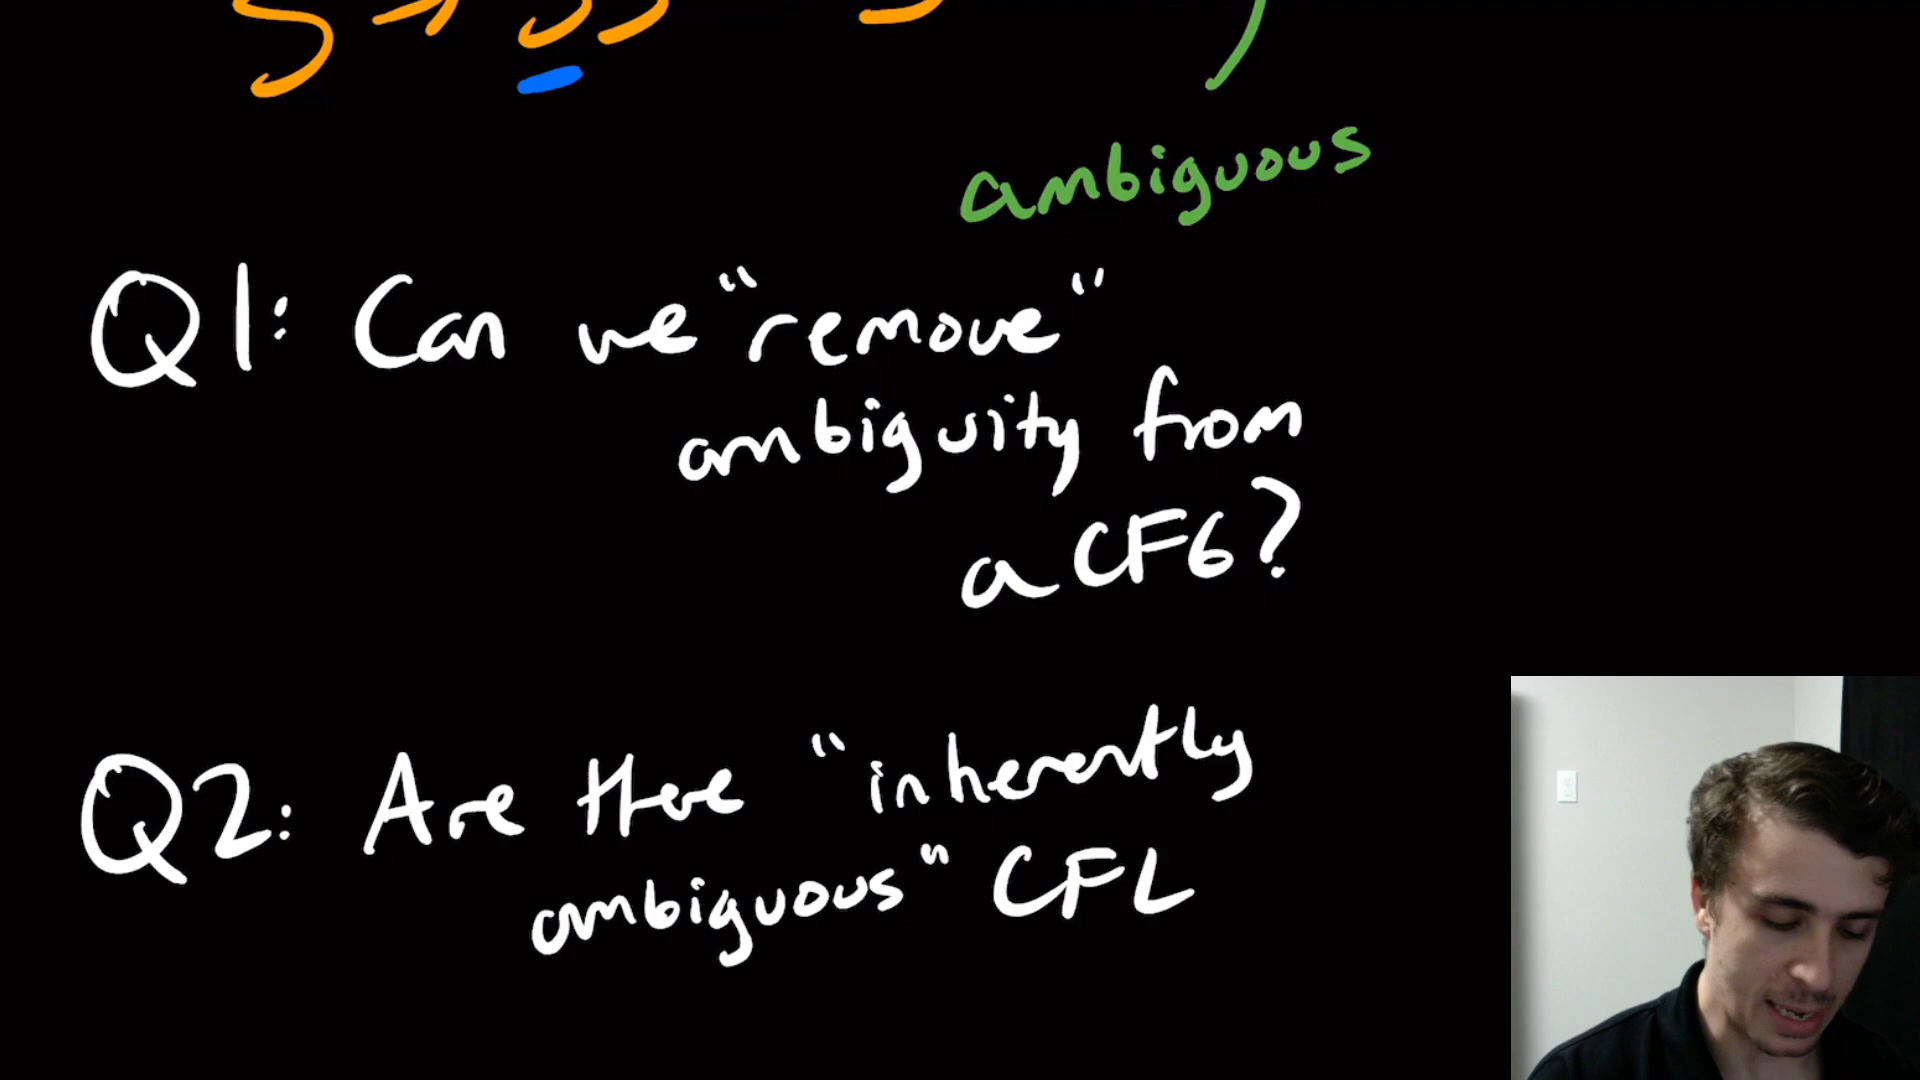 ambiguous
Q1: Can we "remove"
ambiguity from
a CFG?
Q2: Are there "inherently
ambiguous" CFL